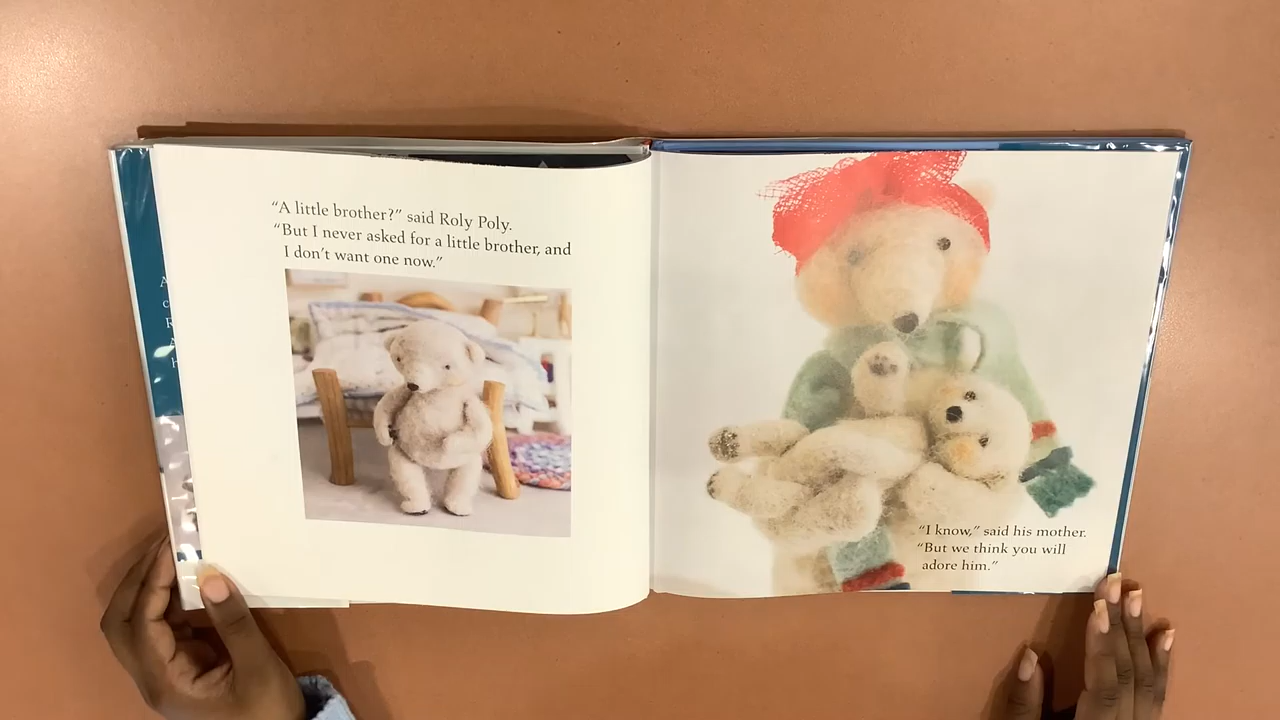 “A little brother?” said Roly Poly.
“But I never asked for a little brother, and
I don’t want one now.”
“I know,” said his mother.
“But we think you will
adore him.”